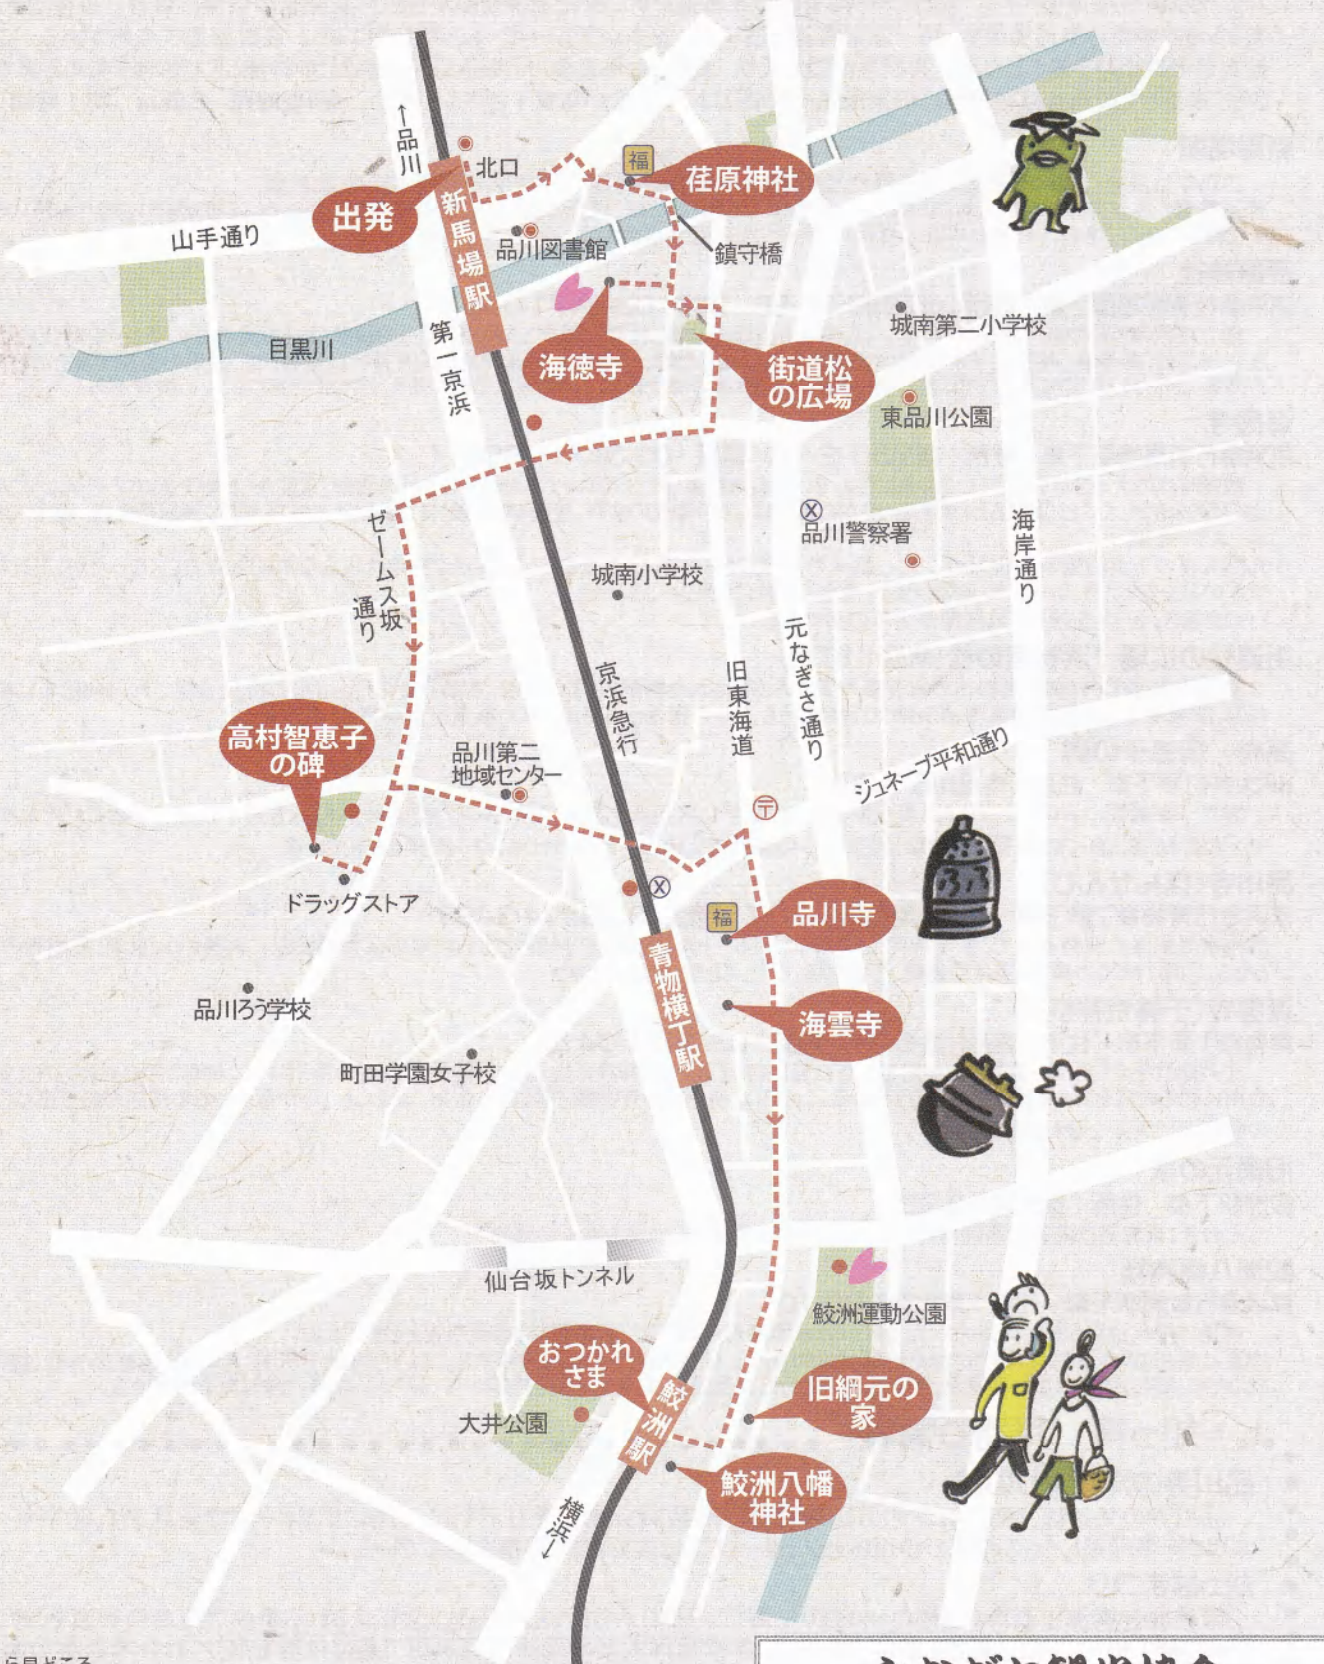 ←品川
北口
福
荏原神社
出発
新馬場駅
山手通り
品川図書館
鎮守橋
目黒川
第一京浜
海徳寺
街道松
の広場
城南第二小学校
東品川公園
品川警察署
海岸通り
ゼームス坂
通り
城南小学校
元なぎさ通り
京浜急行
旧東海道
高村智恵子
の碑
品川第二
地域センター
ジュネーブ平和通り
〒
ドラッグストア
福
品川寺
青物横丁駅
品川ろう学校
海雲寺
町田学園女子校
仙台坂トンネル
鮫洲運動公園
おつかれ
さま
鮫洲駅
旧網元の
家
大井公園
鮫洲八幡
神社
横浜→